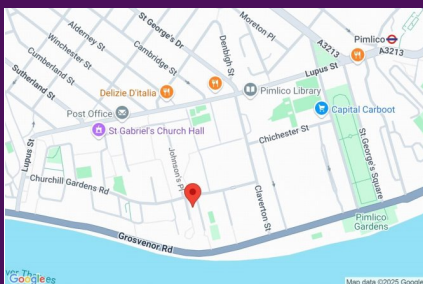 St George's Dr
Moreton Pl.
Alderney St
Pimlico
A3213
A3213
Winchester St
Cambridge St
Denbigh St
Cumberland St
Lupus St
Sutherland St
Delizie D'italia
Pimlico Library
Post Office
Capital Carboot
St Gabriel's Church Hall
Chichester St
Lupus St
Johnson's Pl
St George's Square
Churchill Gardens Rd
Claverton St
Pimlico
Gardens
Grosvenor Rd
Google
Map data ©2025 Google